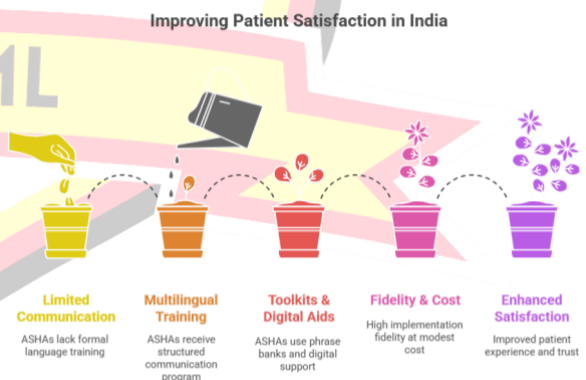 Improving Patient Satisfaction in India
ML
Limited
Communication
ASHAs lack formal
language training
Multilingual
Training
ASHAs receive
structured
communication
program
Toolkits &
Digital Aids
ASHAs use phrase
banks and digital
support
Fidelity & Cost
High implementation
fidelity at modest
cost
Enhanced
Satisfaction
Improved patient
experience and trust